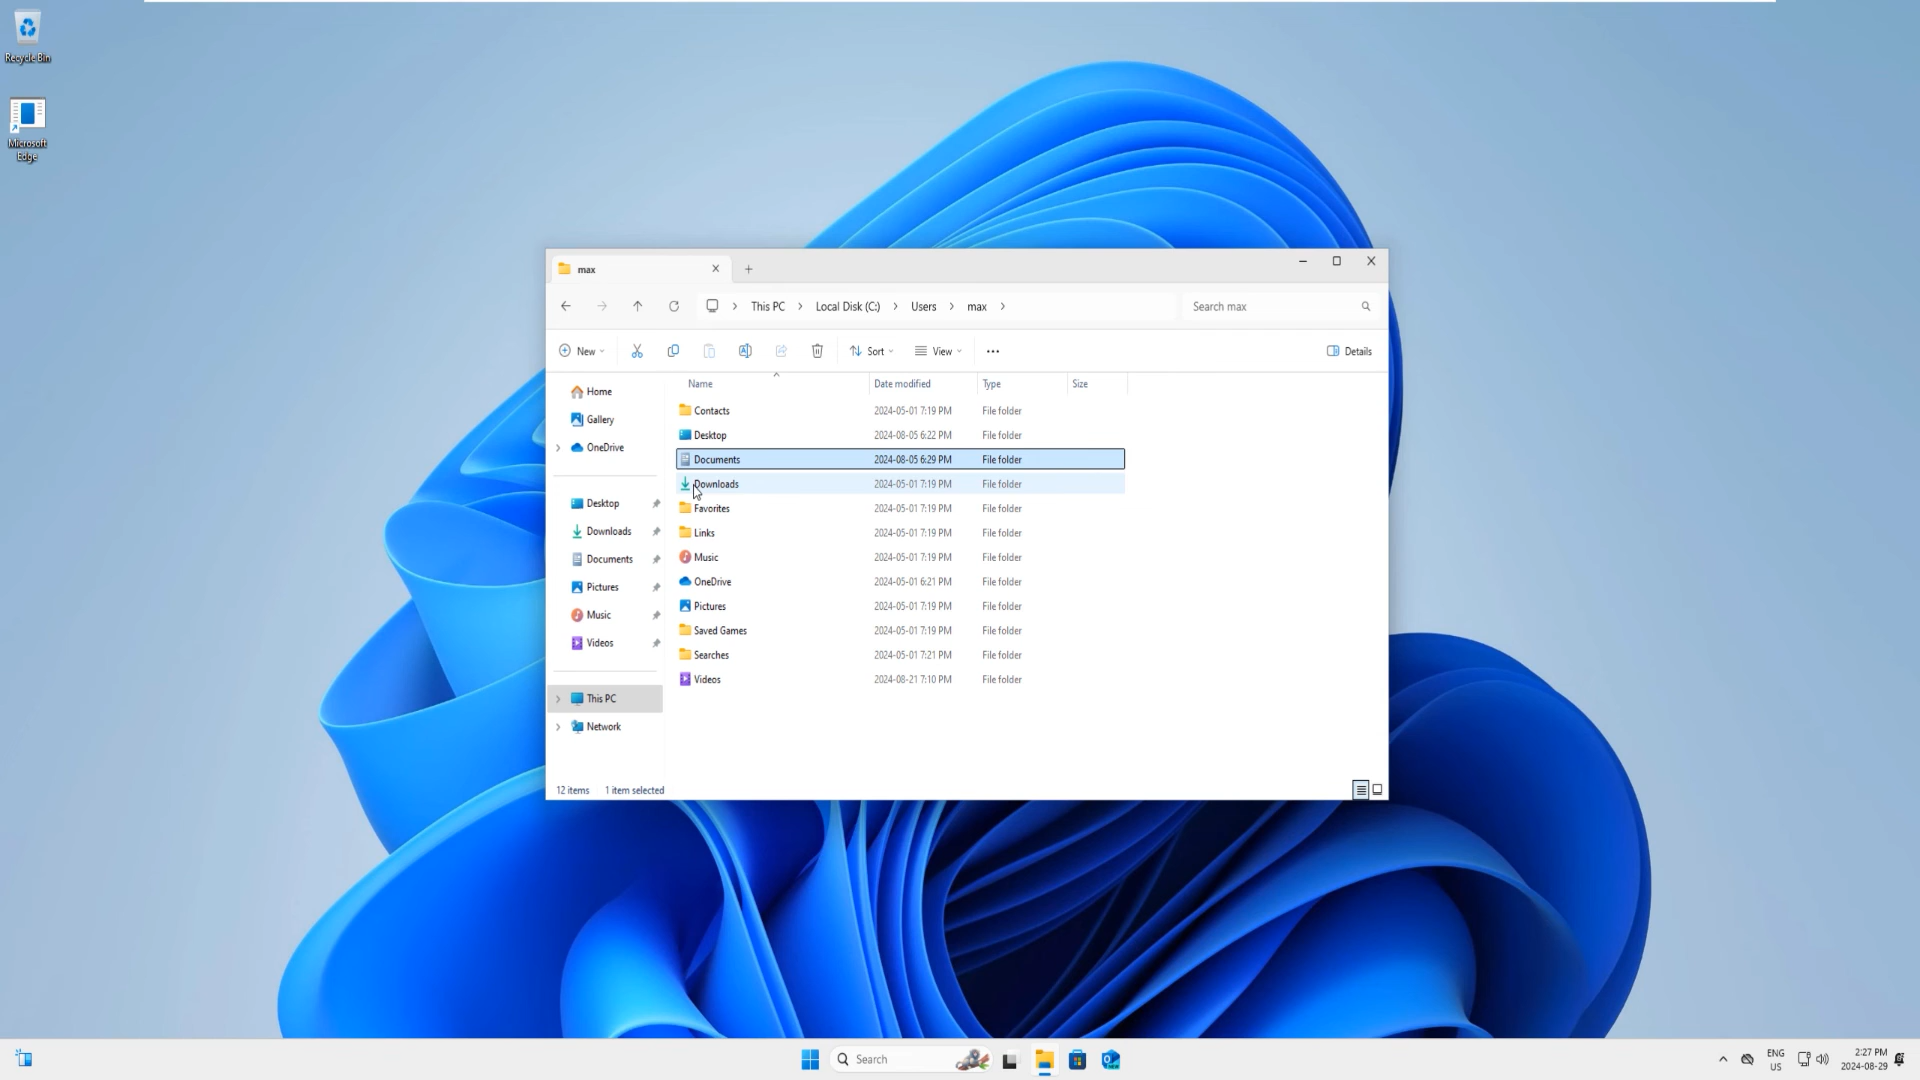 Recycle Bin
Microsoft
Edge
max
This PC
Local Disk (C:)
Users
max
Search max
New
Sort
View
Details
Name
Date modified
Type
Size
Home
Gallery
OneDrive
Desktop
Downloads
Documents
Pictures
Music
Videos
This PC
Network
Contacts 2024-05-01 7:19 PM File folder
Desktop 2024-08-05 6:22 PM File folder
Documents 2024-08-05 6:29 PM File folder
Downloads 2024-05-01 7:19 PM File folder
Favorites 2024-05-01 7:19 PM File folder
Links 2024-05-01 7:19 PM File folder
Music 2024-05-01 7:19 PM File folder
OneDrive 2024-05-01 6:21 PM File folder
Pictures 2024-05-01 7:19 PM File folder
Saved Games 2024-05-01 7:19 PM File folder
Searches 2024-05-01 7:21 PM File folder
Videos 2024-08-21 7:10 PM File folder
12 items 1 item selected
Search
ENG
US
2:27 PM
2024-08-29